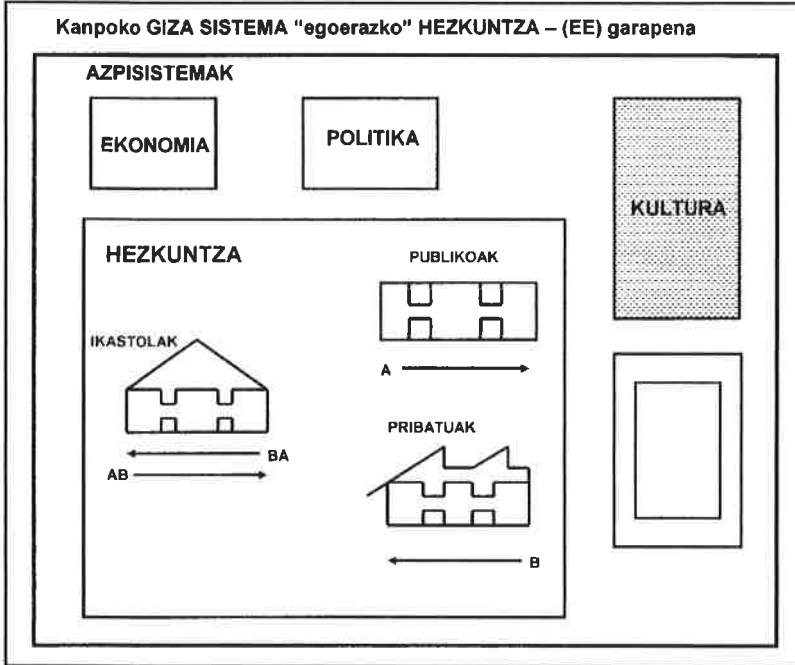 Kanpoko GIZA SISTEMA “egoerazko” HEZKUNTZA – (EE) garapena
AZPISISTEMAK
EKONOMIA
POLITIKA
KULTURA
HEZKUNTZA
PUBLIKOAK
IKASTOLAK
A
PRIBATUAK
BA
AB
B